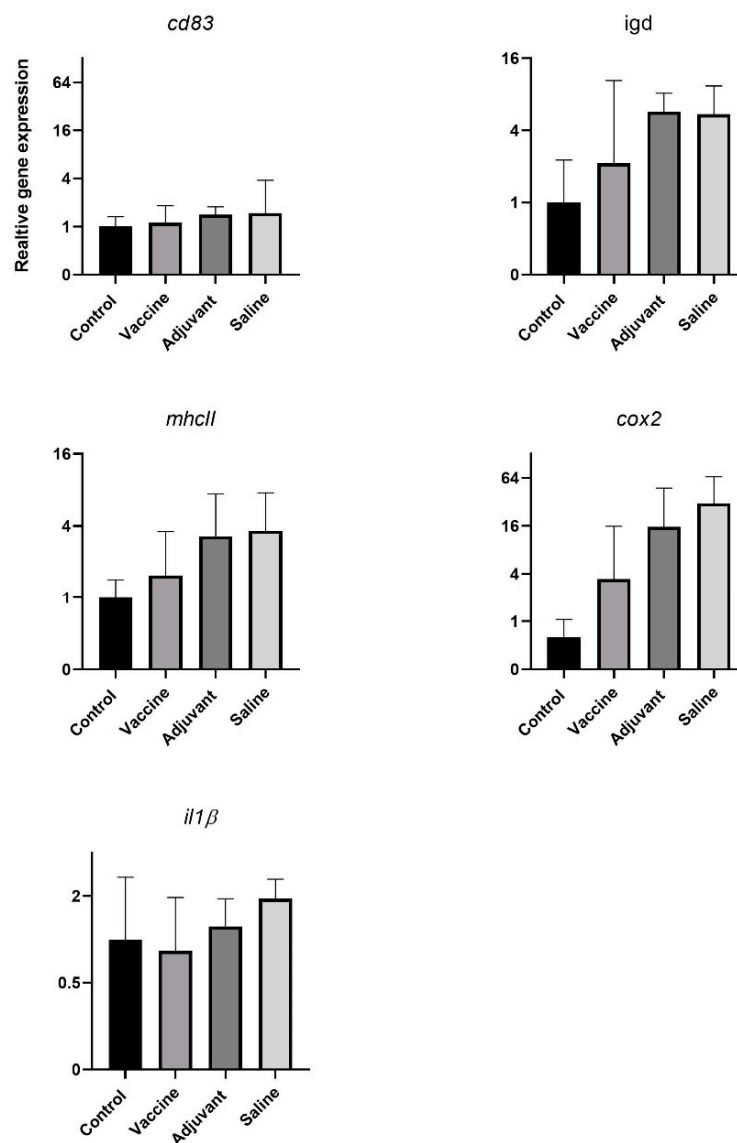 cd83
Realtive gene expression
64
16
4
1
0
Control
Vaccine
Adjuvant
Saline
igd
16
4
1
0
Control
Vaccine
Adjuvant
Saline
mhcII
16
4
1
0
Control
Vaccine
Adjuvant
Saline
cox2
64
16
4
1
0
Control
Vaccine
Adjuvant
Saline
il1β
2
0.5
0
Control
Vaccine
Adjuvant
Saline